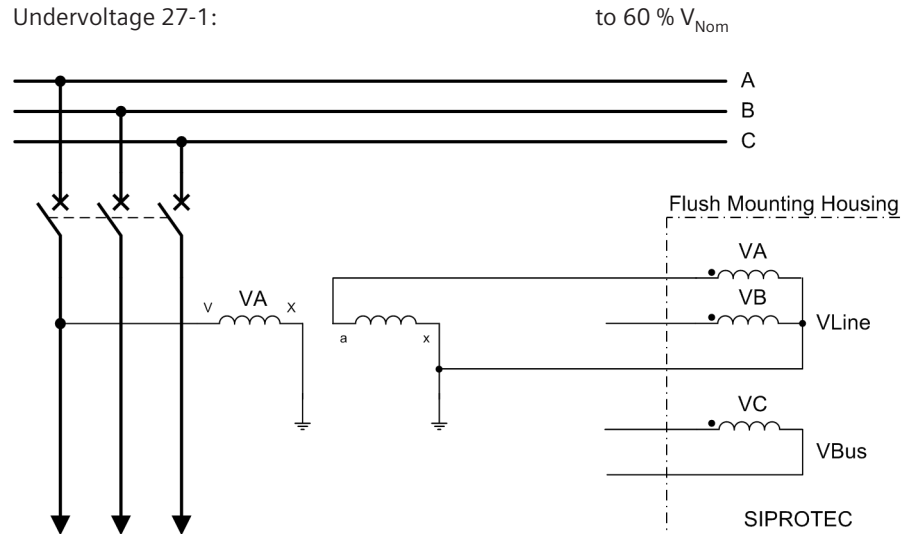 Undervoltage 27-1: to 60 % VNom
A
B
C
Flush Mounting Housing
VA
V VA X
VB
VLine
a x
VC
VBus
SIPROTEC